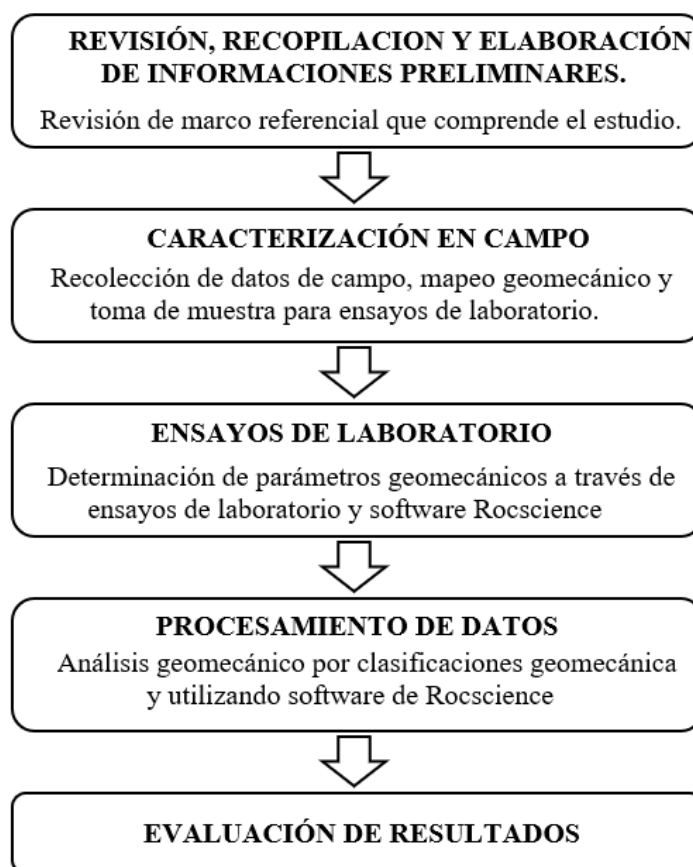 REVISIÓN, RECOPILACION Y ELABORACIÓN
DE INFORMACIONES PRELIMINARES.
Revisión de marco referencial que comprende el estudio.
CARACTERIZACIÓN EN CAMPO
Recolección de datos de campo, mapeo geomecánico y
toma de muestra para ensayos de laboratorio.
ENSAYOS DE LABORATORIO
Determinación de parámetros geomecánicos a través de
ensayos de laboratorio y software Rocscience
PROCESAMIENTO DE DATOS
Análisis geomecánico por clasificaciones geomecánica
y utilizando software de Rocscience
EVALUACIÓN DE RESULTADOS